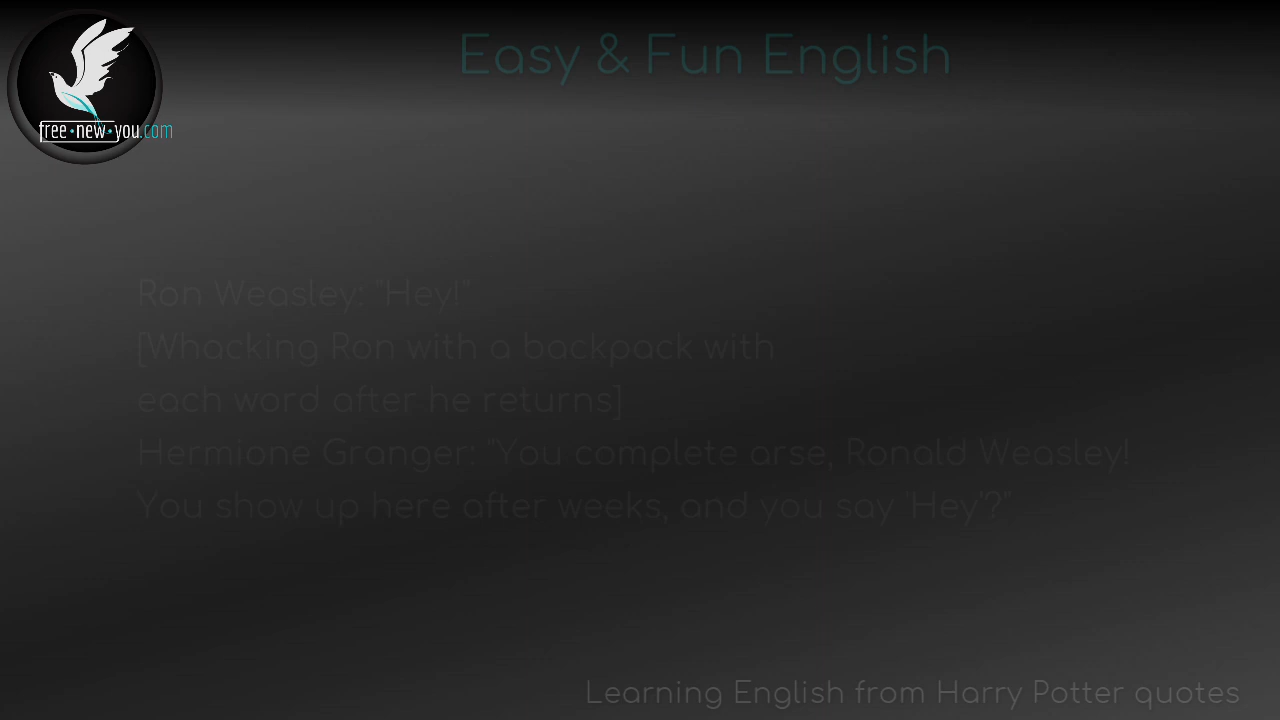 Easy & Fun English
free•new•you.com
Ron Weasley: "Hey!"
[Whacking Ron with a backpack with
each word after he returns]
Hermione Granger: "You complete arse, Ronald Weasley!
You show up here after weeks, and you say 'Hey'?"
Learning English from Harry Potter quotes